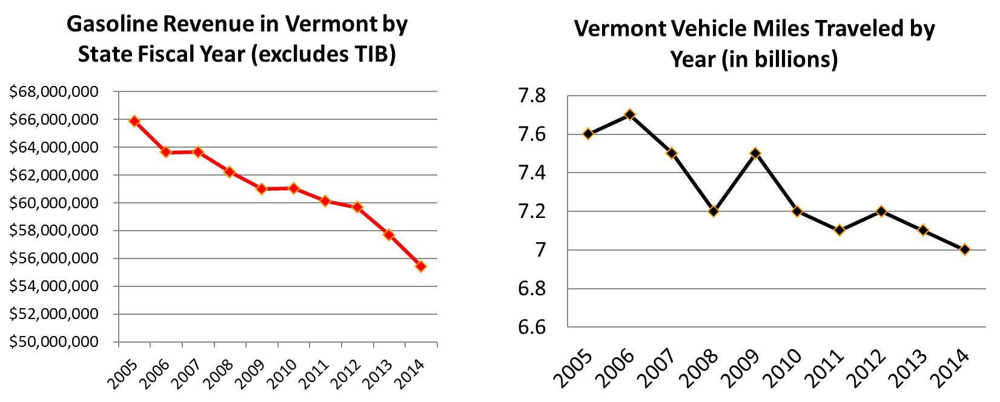 Gasoline Revenue in Vermont by
State Fiscal Year (excludes TIB)
$68,000,000
$66,000,000
$64,000,000
$62,000,000
$60,000,000
$58,000,000
$56,000,000
$54,000,000
$52,000,000
$50,000,000
2005 2006 2007 2008 2009 2010 2011 2012 2013 2014
Vermont Vehicle Miles Traveled by
Year (in billions)
7.8
7.6
7.4
7.2
7
6.8
6.6
2005 2006 2007 2008 2009 2010 2011 2012 2013 2014